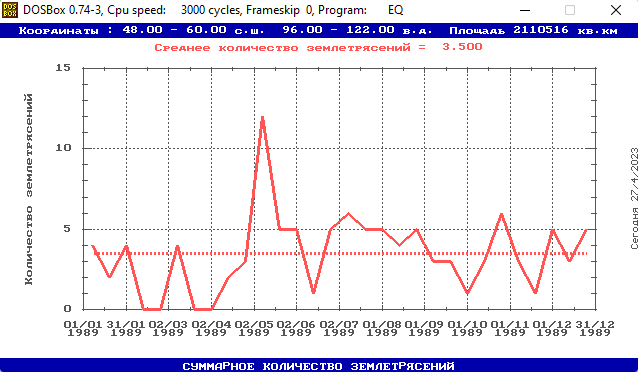 DOSBox 0.74-3, Cpu speed: 3000 cycles, Frameskip 0, Program: EQ
Координаты : 48.00 - 60.00 с.ш. 96.00 - 122.00 в.д. Площадь 2110516 кв.км
Среднее количество землетрясений = 3.500
15
10
5
0
Количество землетрясений
01/01 31/01 02/03 02/04 02/05 02/06 02/07 01/08 01/09 01/10 01/11 01/12 31/12
1989 1989 1989 1989 1989 1989 1989 1989 1989 1989 1989 1989 1989
Сегодня 27/4/2023
СУММАРНОЕ КОЛИЧЕСТВО ЗЕМЛЕТРЯСЕНИЙ